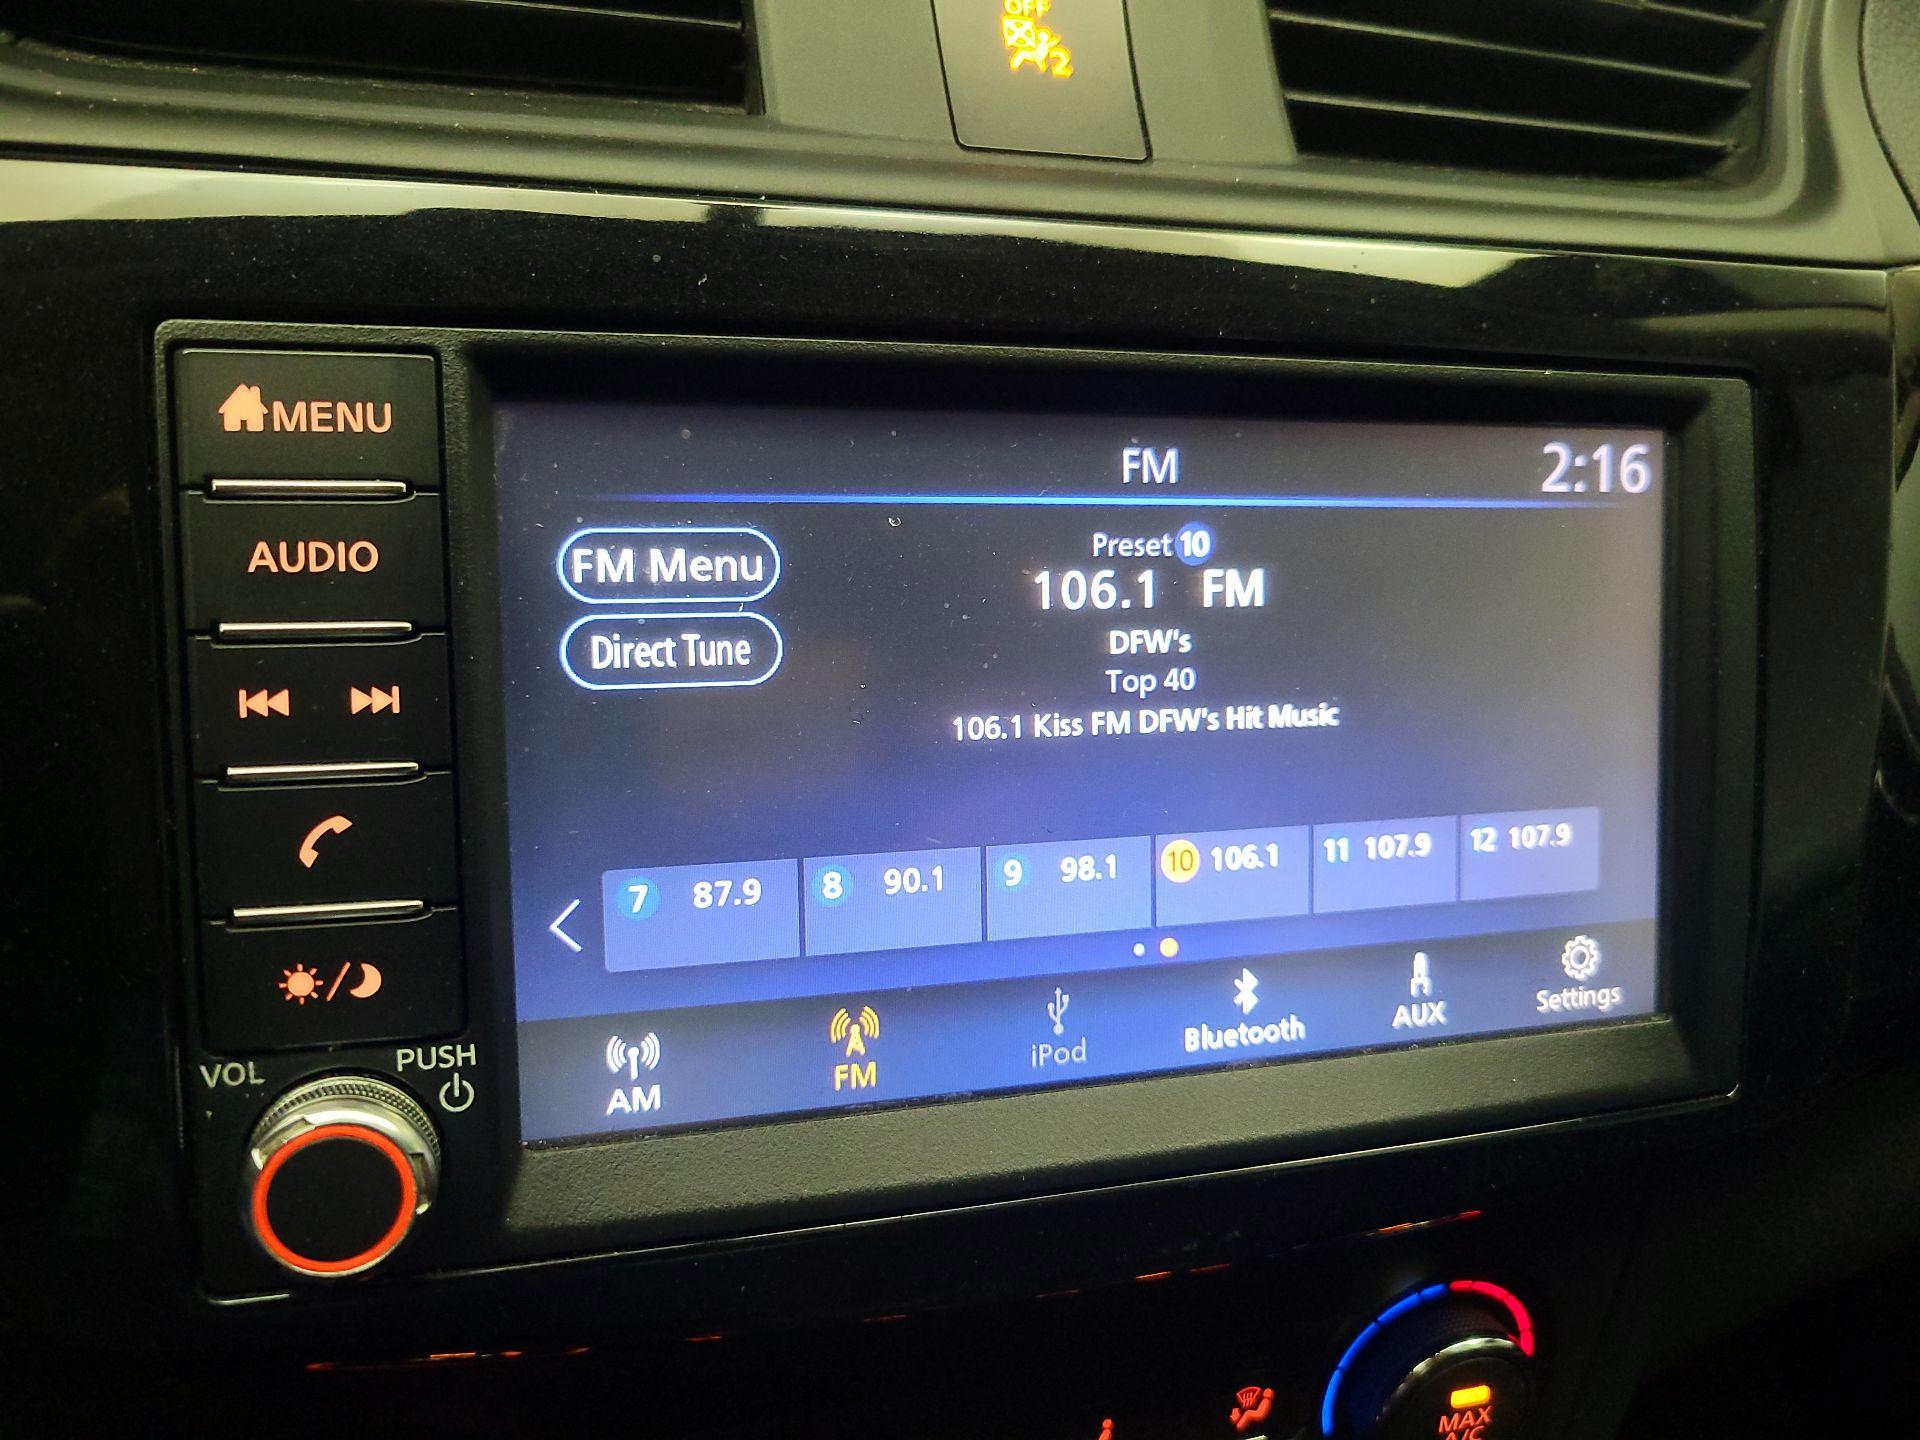 OFF
2
MENU
AUDIO
VOL
PUSH
FM
2:16
FM Menu
Direct Tune
Preset 10
106.1 FM
DFW's
Top 40
106.1 Kiss FM DFW's Hit Music
7 87.9
8 90.1
9 98.1
10 106.1
11 107.9
12 107.9
AM
FM
iPod
Bluetooth
AUX
Settings
MAX
A/C